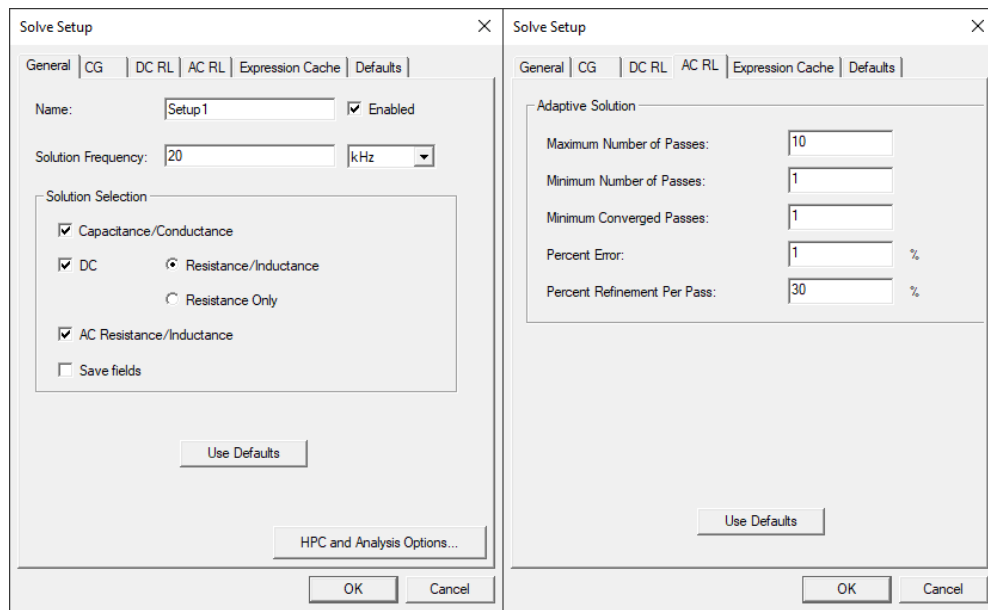 Solve Setup
General
CG
DC RL
AC RL
Expression Cache
Defaults
Name:
Setup1
Enabled
Solution Frequency:
20
kHz
Solution Selection
Capacitance/Conductance
DC
Resistance/Inductance
Resistance Only
AC Resistance/Inductance
Save fields
Use Defaults
HPC and Analysis Options...
OK
Cancel
Solve Setup
General
CG
DC RL
AC RL
Expression Cache
Defaults
Adaptive Solution
Maximum Number of Passes:
10
Minimum Number of Passes:
1
Minimum Converged Passes:
1
Percent Error:
1
%
Percent Refinement Per Pass:
30
%
Use Defaults
OK
Cancel